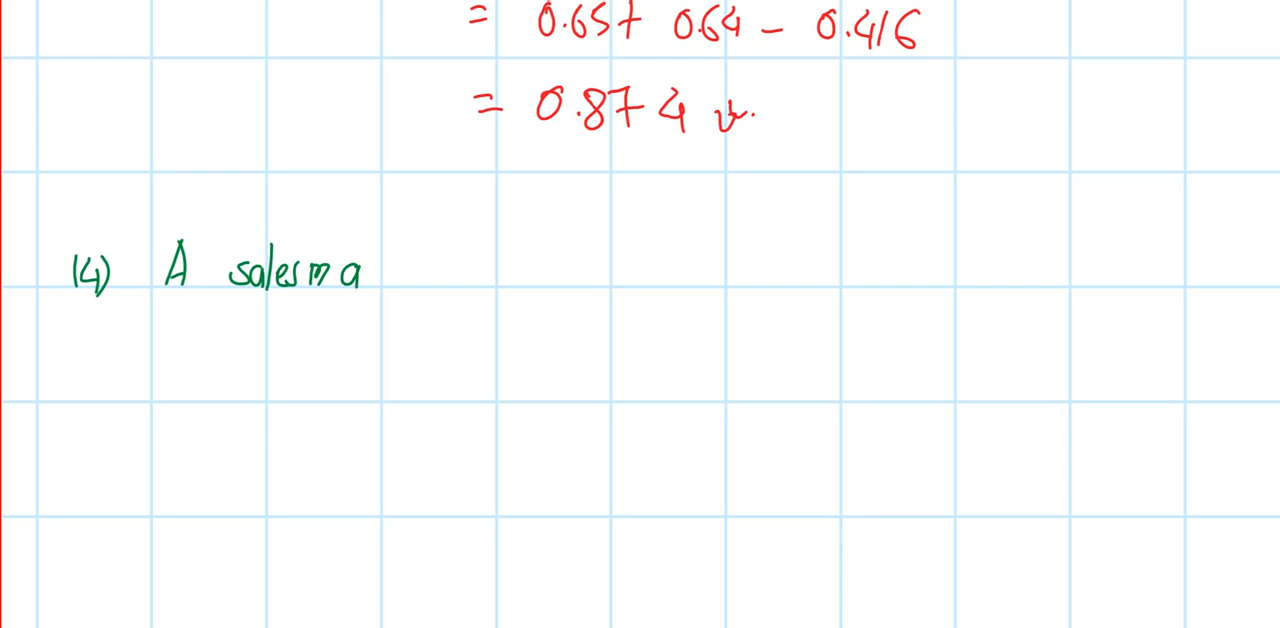 = 0.65+ 0.64 - 0.416
= 0.874
(4) A salesma